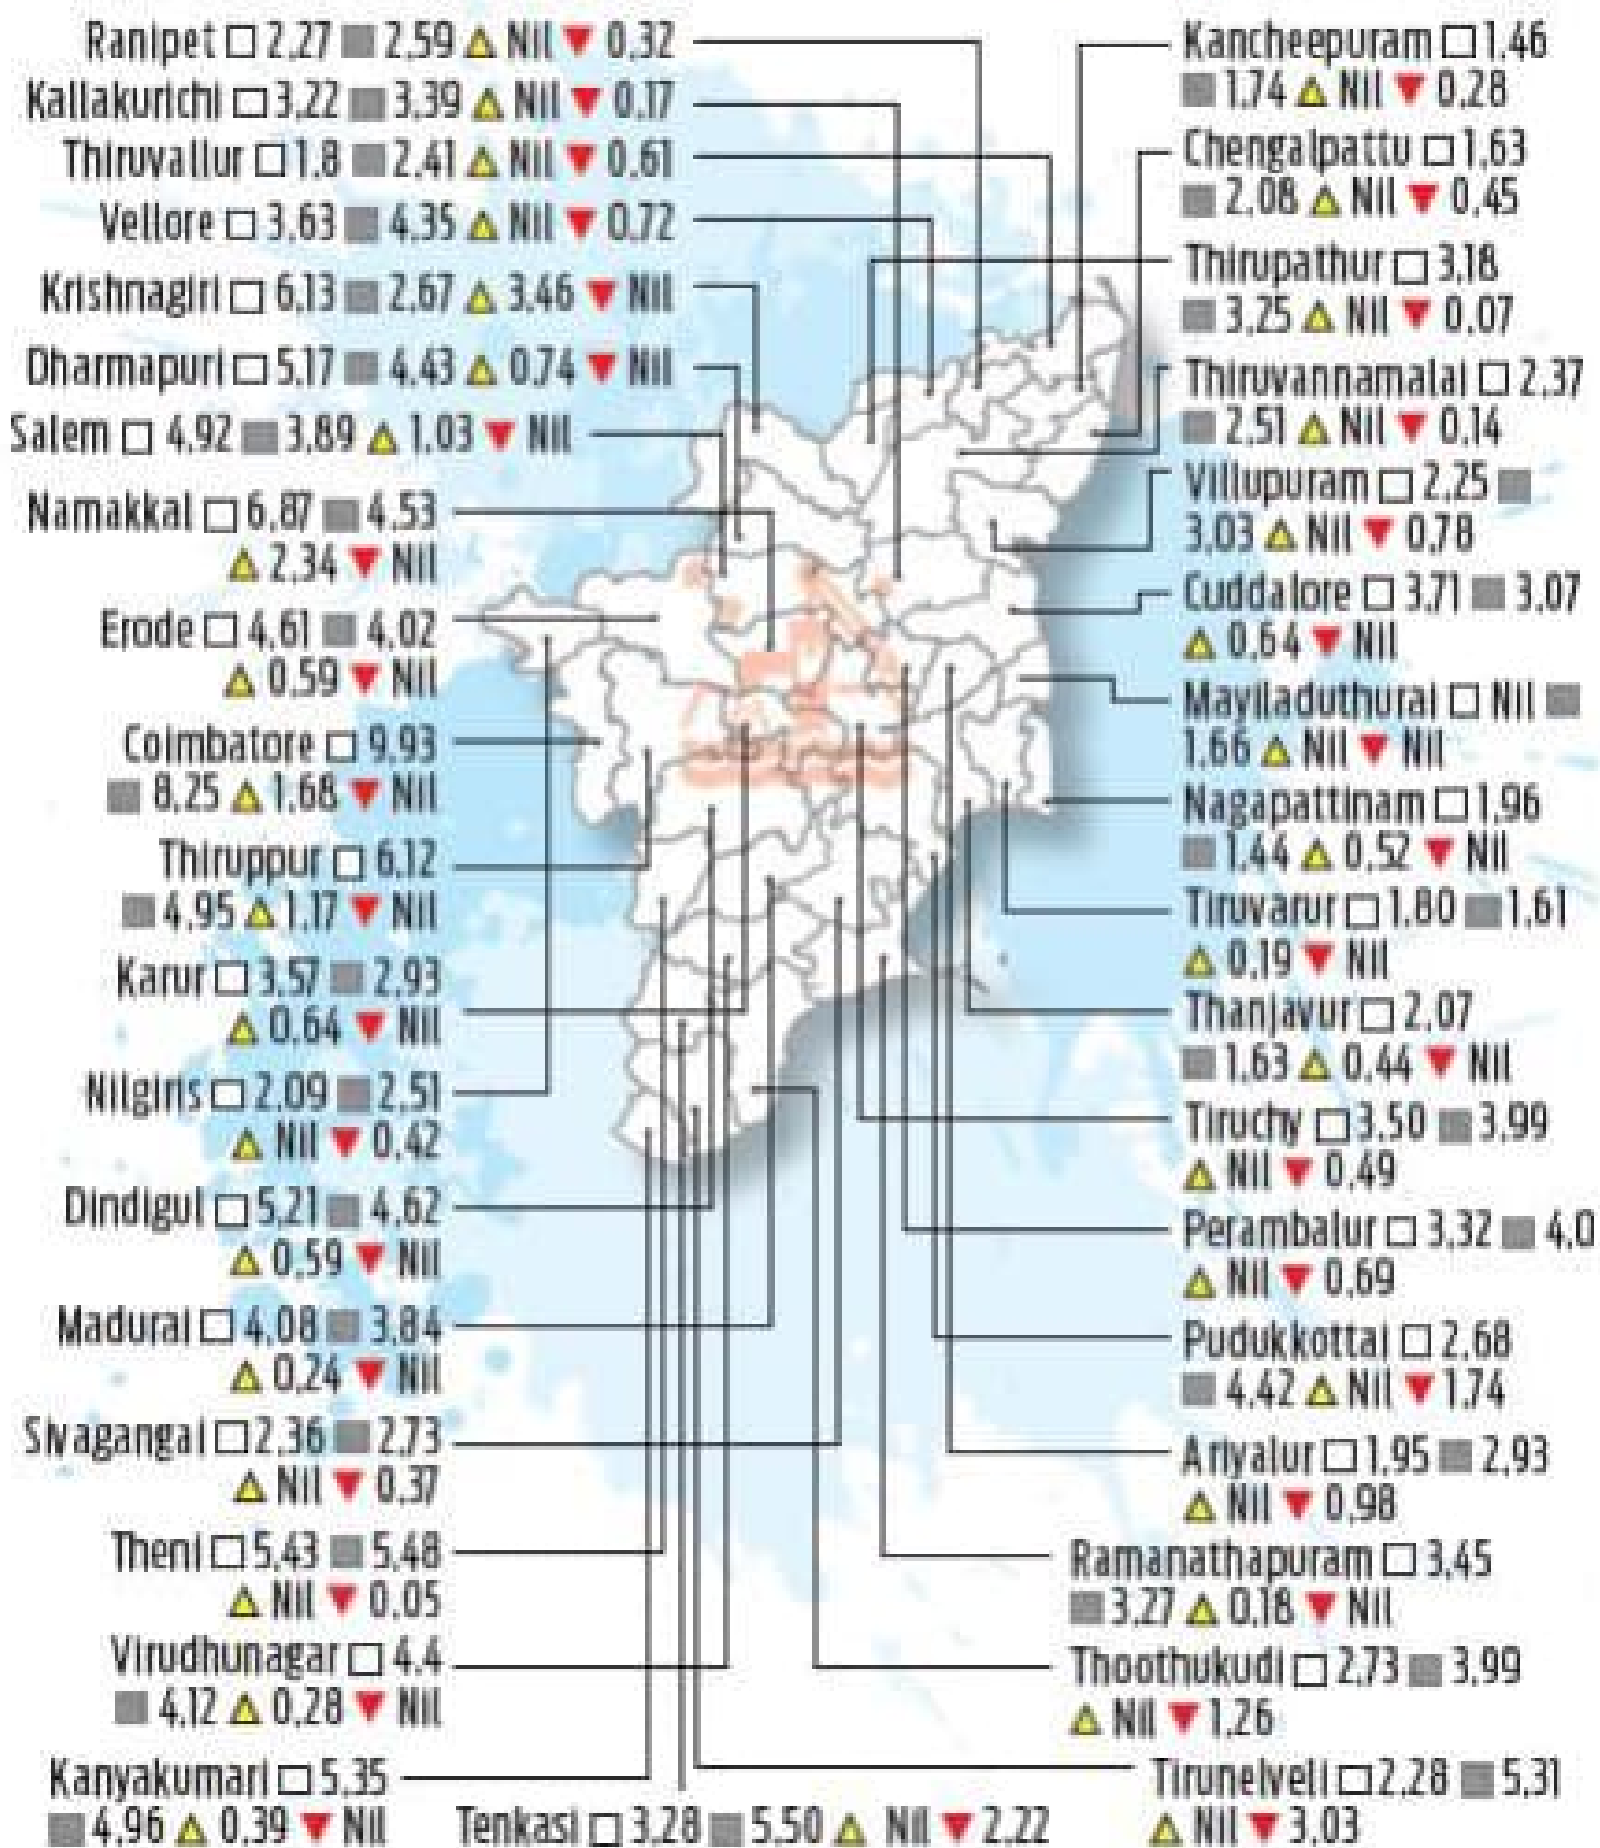 Ranipet □ 2.27 ■ 2.59 ▲ Nil ▼ 0.32
Kallakurichi □ 3.22 ■ 3.39 ▲ Nil ▼ 0.17
Thiruvallur □ 1.8 ■ 2.41 ▲ Nil ▼ 0.61
Vellore □ 3.63 ■ 4.35 ▲ Nil ▼ 0.72
Krishnagiri □ 6.13 ■ 2.67 ▲ 3.46 ▼ Nil
Dharmapuri □ 5.17 ■ 4.43 ▲ 0.74 ▼ Nil
Salem □ 4.92 ■ 3.89 ▲ 1.03 ▼ Nil
Namakkal □ 6.87 ■ 4.53
▲ 2.34 ▼ Nil
Erode □ 4.61 ■ 4.02
▲ 0.59 ▼ Nil
Coimbatore □ 9.93
■ 8.25 ▲ 1.68 ▼ Nil
Thiruppur □ 6.12
■ 4.95 ▲ 1.17 ▼ Nil
Karur □ 3.57 ■ 2.93
▲ 0.64 ▼ Nil
Nilgiris □ 2.09 ■ 2.51
▲ Nil ▼ 0.42
Dindigul □ 5.21 ■ 4.62
▲ 0.59 ▼ Nil
Madurai □ 4.08 ■ 3.84
▲ 0.24 ▼ Nil
Sivagangai □ 2.36 ■ 2.73
▲ Nil ▼ 0.37
Theni □ 5.43 ■ 5.48
▲ Nil ▼ 0.05
Virudhunagar □ 4.4
■ 4.12 ▲ 0.28 ▼ Nil
Kanyakumari □ 5.35
■ 4.96 ▲ 0.39 ▼ Nil
Tenkasi □ 3.28 ■ 5.50 ▲ Nil ▼ 2.22
Kancheepuram □ 1.46
■ 1.74 ▲ Nil ▼ 0.28
Chengalpattu □ 1.63
■ 2.08 ▲ Nil ▼ 0.45
Thirupathur □ 3.18
■ 3.25 ▲ Nil ▼ 0.07
Thiruvannamalai □ 2.37
■ 2.51 ▲ Nil ▼ 0.14
Villupuram □ 2.25 ■
3.03 ▲ Nil ▼ 0.78
Cuddalore □ 3.71 ■ 3.07
▲ 0.64 ▼ Nil
Mayiladuthurai □ Nil ■
1.66 ▲ Nil ▼ Nil
Nagapattinam □ 1.96
■ 1.44 ▲ 0.52 ▼ Nil
Tiruvarur □ 1.80 ■ 1.61
▲ 0.19 ▼ Nil
Thanjavur □ 2.07
■ 1.63 ▲ 0.44 ▼ Nil
Tiruchy □ 3.50 ■ 3.99
▲ Nil ▼ 0.49
Perambalur □ 3.32 ■ 4.0
▲ Nil ▼ 0.69
Pudukkottai □ 2.68
■ 4.42 ▲ Nil ▼ 1.74
Ariyalur □ 1.95 ■ 2.93
▲ Nil ▼ 0.98
Ramanathapuram □ 3.45
■ 3.27 ▲ 0.18 ▼ Nil
Thoothukudi □ 2.73 ■ 3.99
▲ Nil ▼ 1.26
Tirunelveli □ 2.28 ■ 5.31
▲ Nil ▼ 3.03